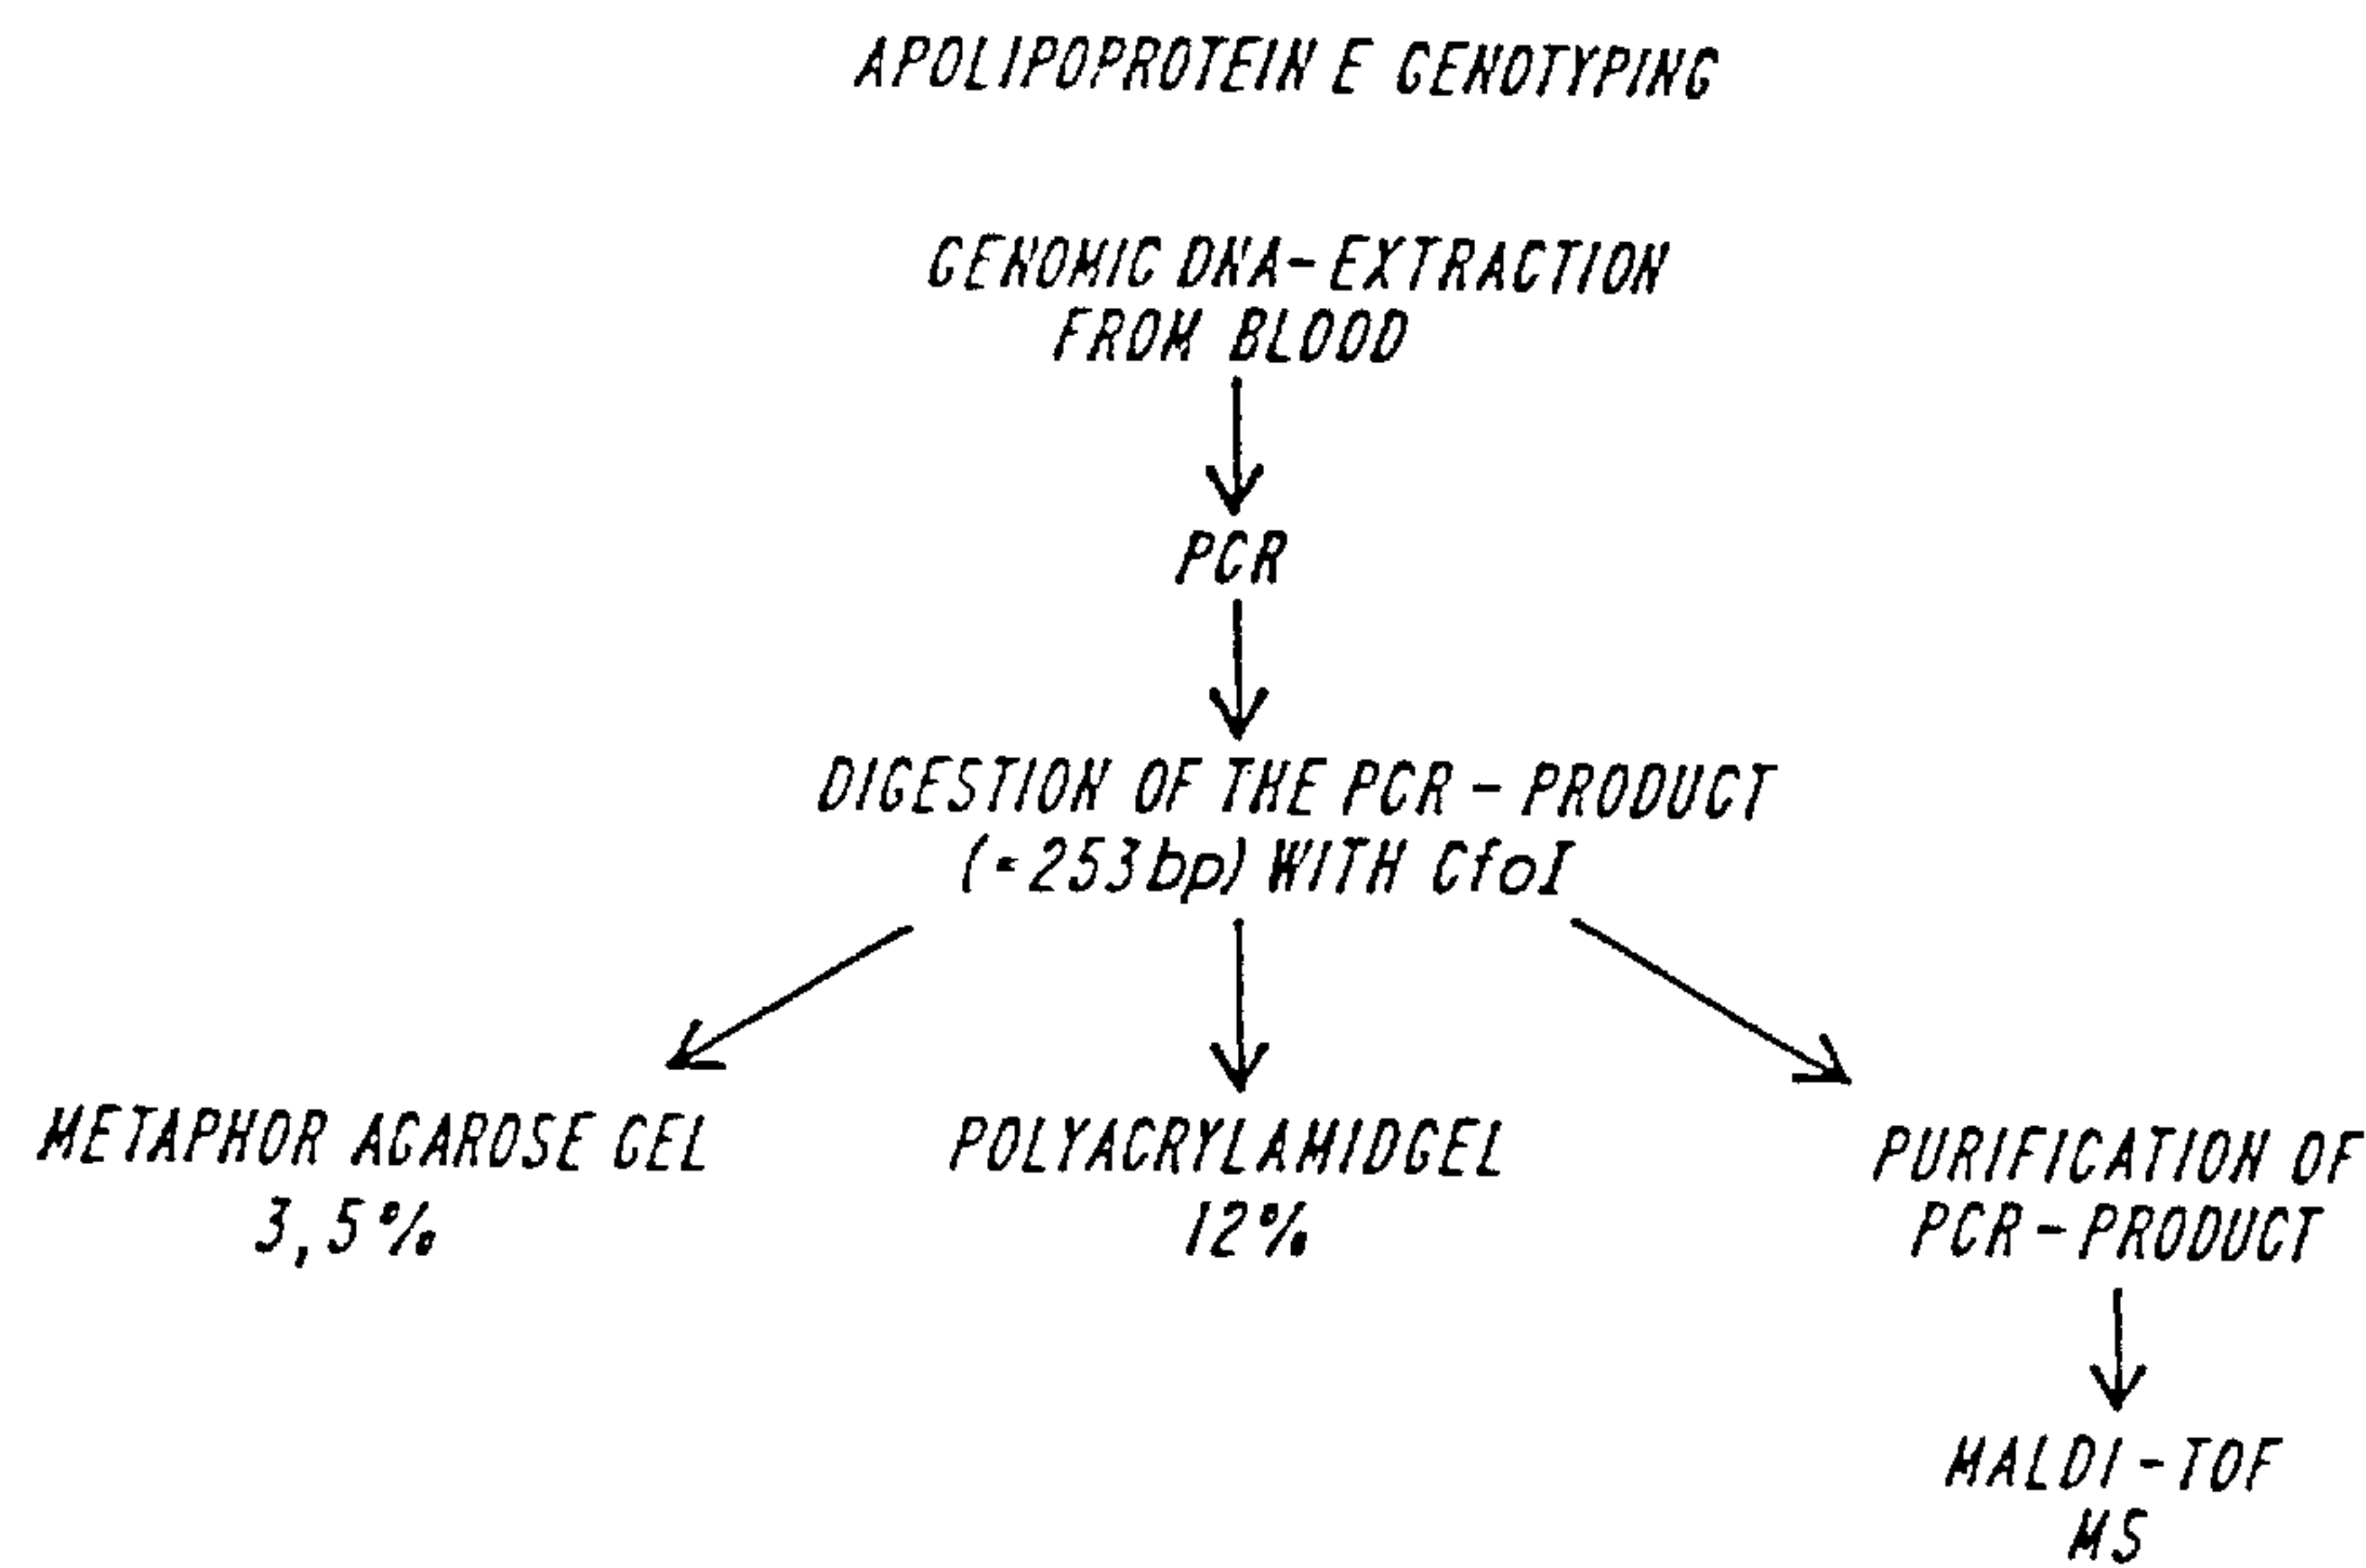 APOLIPOPROTEIN E GENOTYPING
GENOMIC DNA-EXTRACTION
FROM BLOOD
PCR
DIGESTION OF THE PCR - PRODUCT
(=253bp) WITH CfoI
METAPHOR AGAROSE GEL
3,5%
POLYACRYLAMIDGEL
12%
PURIFICATION OF
PCR - PRODUCT
MALDI - TOF
MS